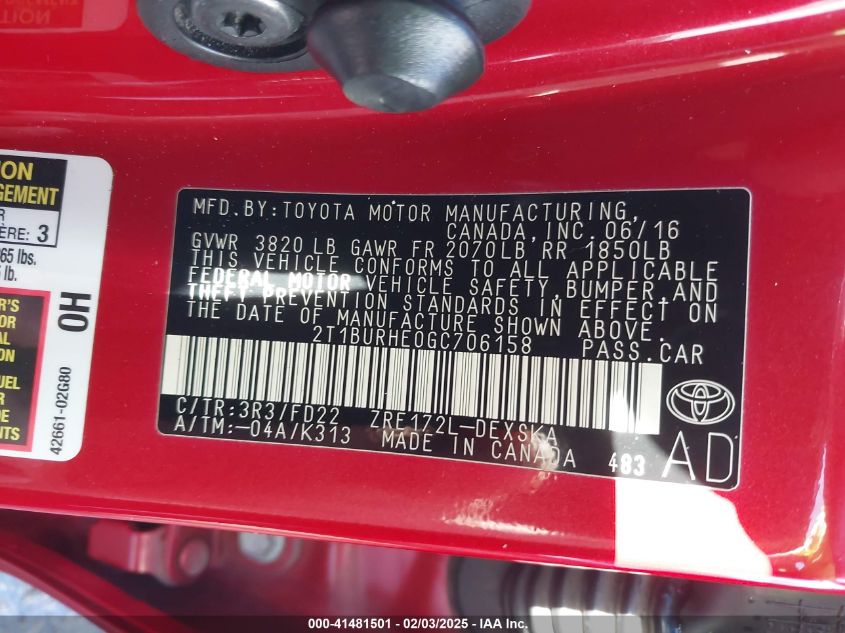 MFD.BY:TOYOTA MOTOR MANUFACTURING,
CANADA, INC. 06/16
GVWR 3820 LB GAWR FR 2070LB RR 1850LB
THIS VEHICLE CONFORMS TO ALL APPLICABLE
FEDERAL MOTOR VEHICLE SAFETY, BUMPER, AND
THEFT PREVENTION STANDARDS IN EFFECT ON
THE DATE OF MANUFACTURE SHOWN ABOVE.
2T1BURHE0GC706158 PASS.CAR
C/TR:3R3/FD22 ZRE172L-DEXSKA
A/TM:-04A/K313 MADE IN CANADA 483 AD
ÈRE: 3
lbs.
lb.
OH
42661-02G80
000-41481501 - 02/03/2025 - IAA Inc.